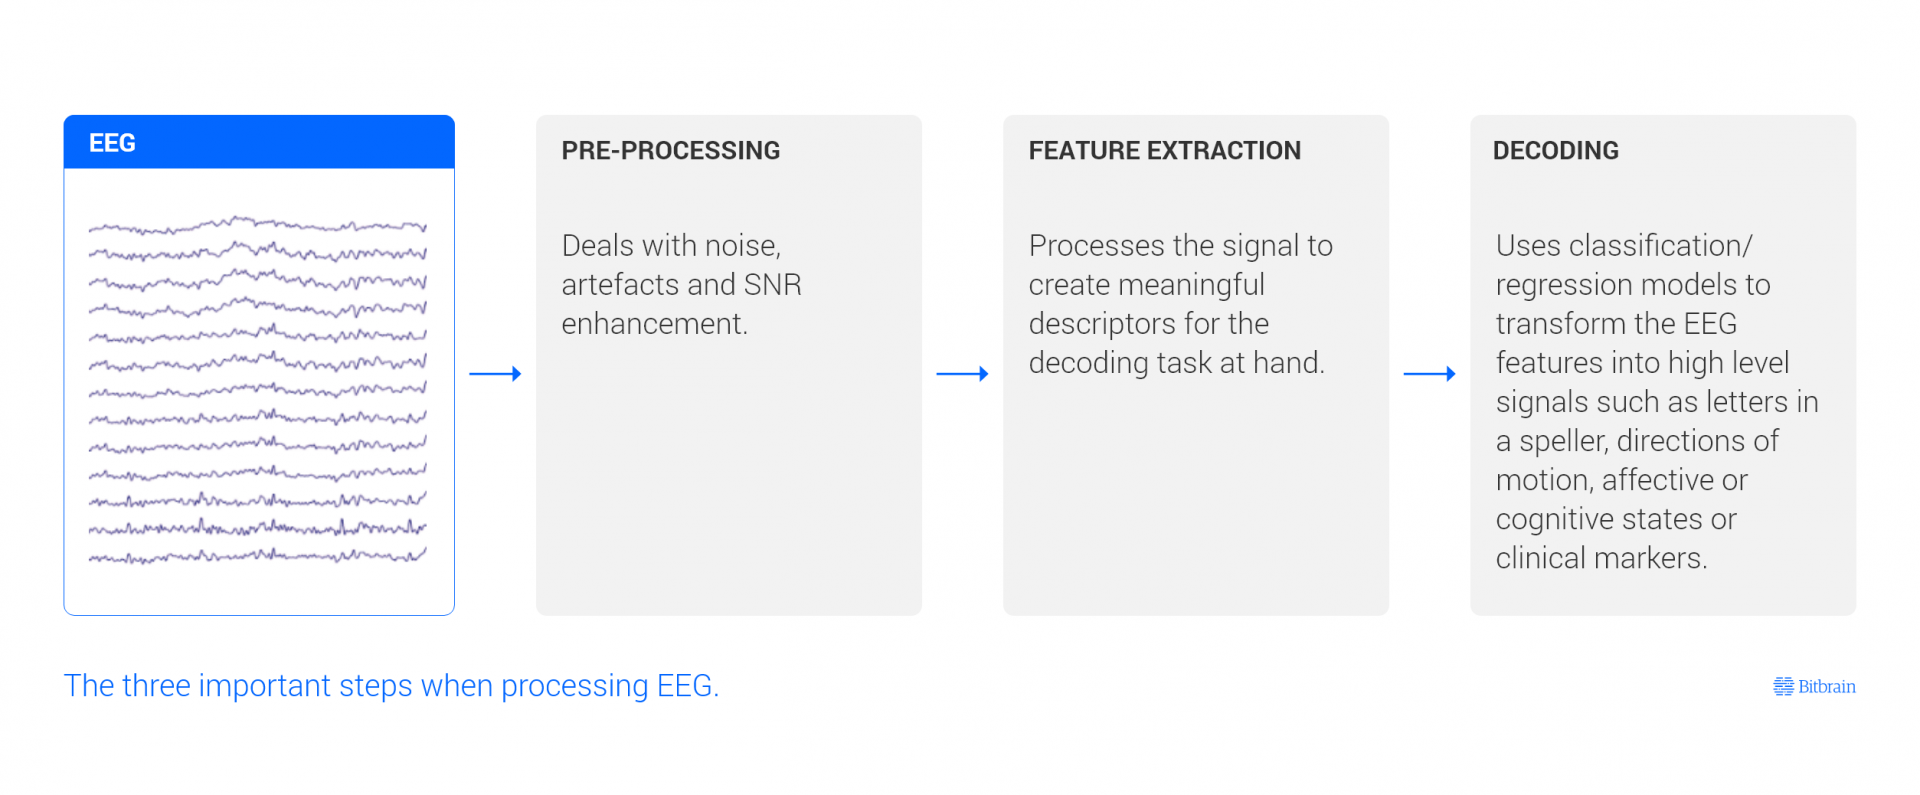 EEG
PRE-PROCESSING
Deals with noise,
artefacts and SNR
enhancement.
FEATURE EXTRACTION
Processes the signal to
create meaningful
descriptors for the
decoding task at hand.
DECODING
Uses classification/
regression models to
transform the EEG
features into high level
signals such as letters in
a speller, directions of
motion, affective or
cognitive states or
clinical markers.
The three important steps when processing EEG.
Bitbrain